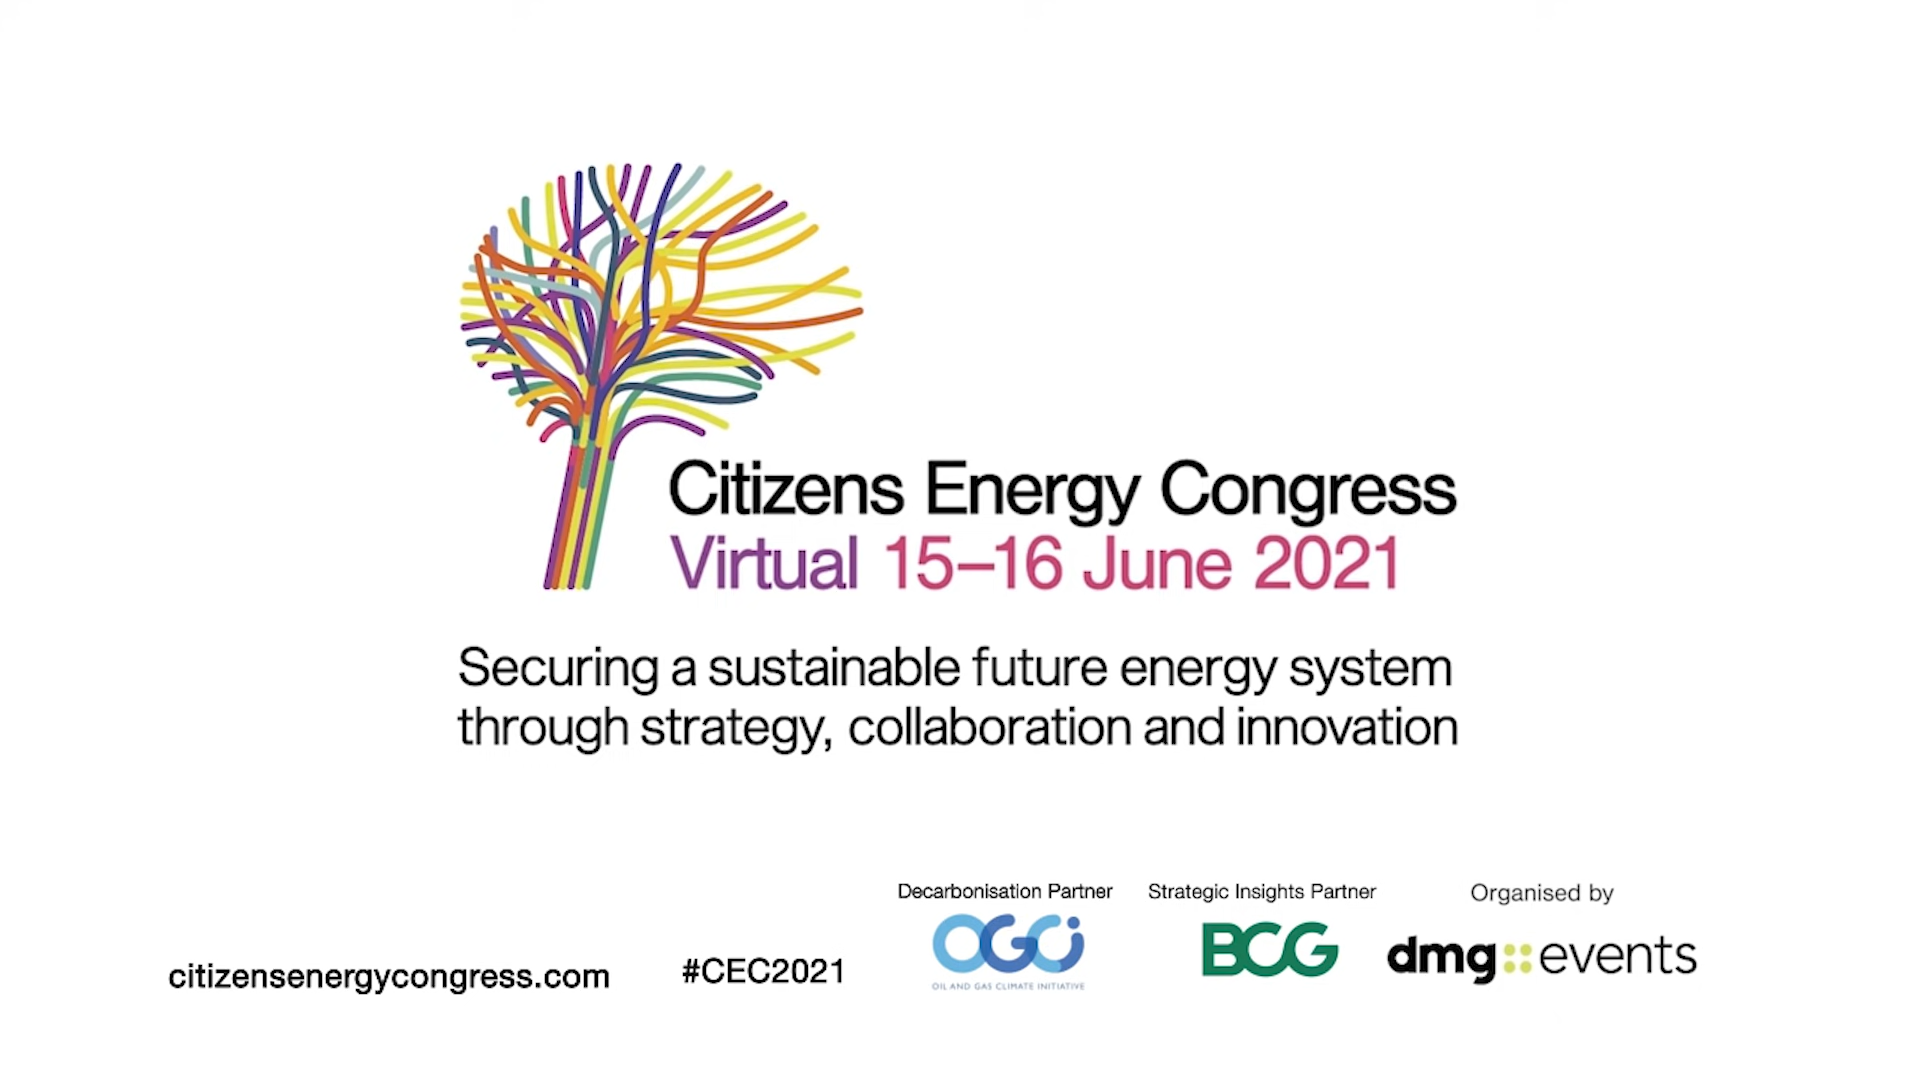 Citizens Energy Congress
Virtual 15–16 June 2021
Securing a sustainable future energy system
through strategy, collaboration and innovation
citizensenergycongress.com
#CEC2021
Decarbonisation Partner
OGCi
OIL AND GAS CLIMATE INITIATIVE
Strategic Insights Partner
BCG
Organised by
dmg::events